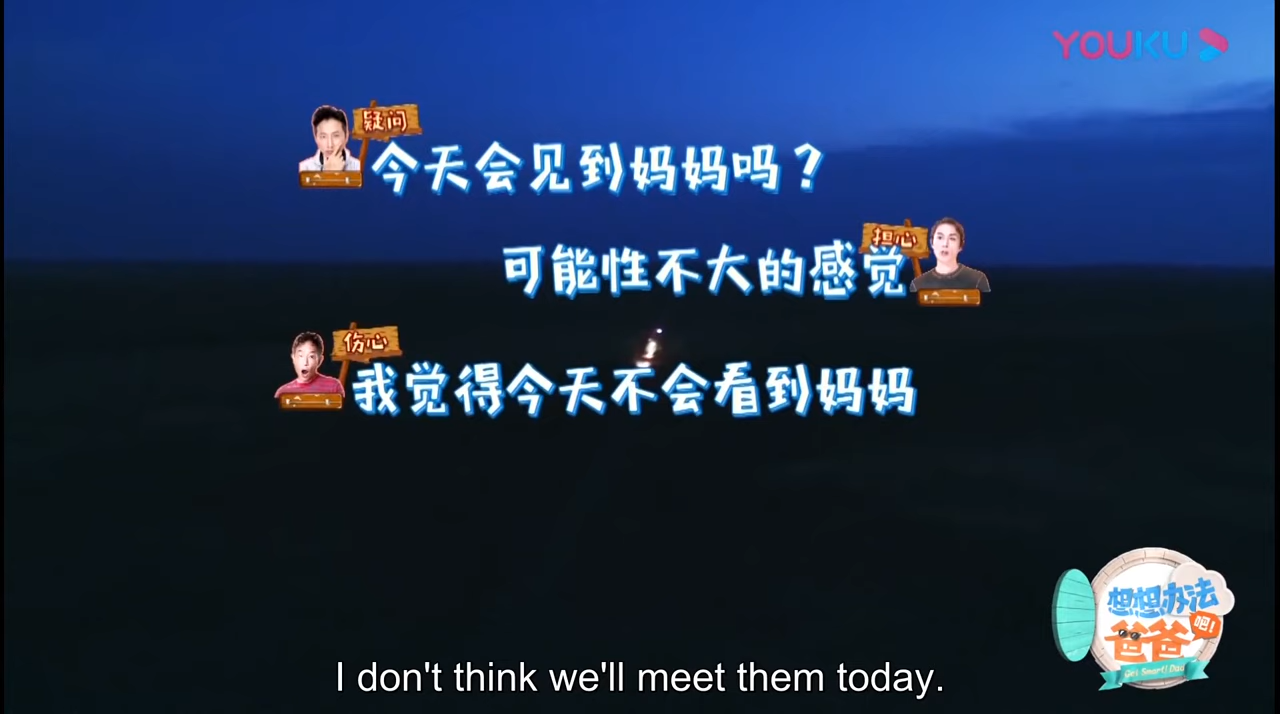 YOUKU
疑问
今天会见到妈妈吗？
担心
可能性不大的感觉
伤心
我觉得今天不会看到妈妈
想想办法
吧！
爸爸
Get Smart! Dad
I don't think we'll meet them today.